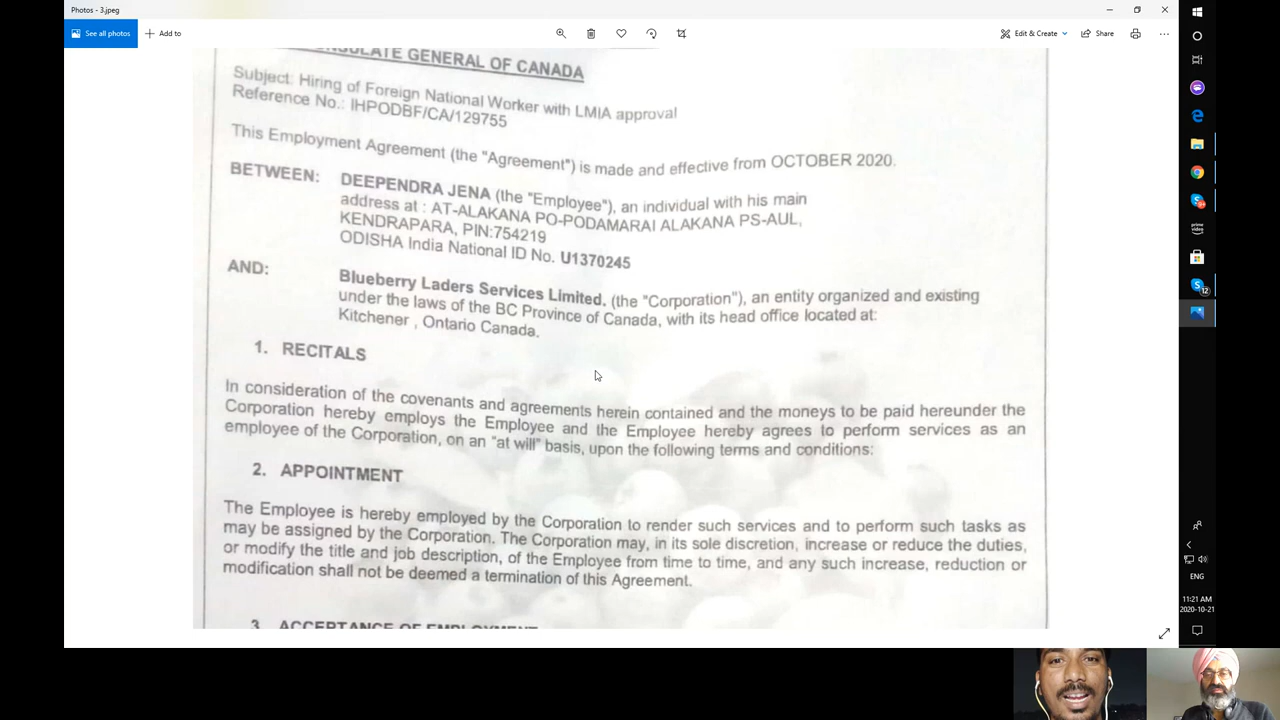 Photos - 3.jpeg
See all photos
Add to
Edit & Create
Share
GENERAL OF CANADA
Subject: Hiring of Foreign National Worker with LMIA approval
Reference No.: IHPODBF/CA/129755
This Employment Agreement (the "Agreement") is made and effective from OCTOBER 2020.
BETWEEN: DEEPENDRA JENA (the "Employee"), an individual with his main
address at : AT-ALAKANA PO-PODAMARAI ALAKANA PS-AUL,
KENDRAPARA, PIN:754219
ODISHA India National ID No. U1370245
AND: Blueberry Laders Services Limited. (the "Corporation"), an entity organized and existing
under the laws of the BC Province of Canada, with its head office located at:
Kitchener , Ontario Canada.
1. RECITALS
In consideration of the covenants and agreements herein contained and the moneys to be paid hereunder the
Corporation hereby employs the Employee and the Employee hereby agrees to perform services as an
employee of the Corporation, on an "at will" basis, upon the following terms and conditions:
2. APPOINTMENT
The Employee is hereby employed by the Corporation to render such services and to perform such tasks as
may be assigned by the Corporation. The Corporation may, in its sole discretion, increase or reduce the duties,
or modify the title and job description, of the Employee from time to time, and any such increase, reduction or
modification shall not be deemed a termination of this Agreement.
3. ACCEPTANCE OF EMPLOYMENT
prime video
12
ENG
11:21 AM
2020-10-21